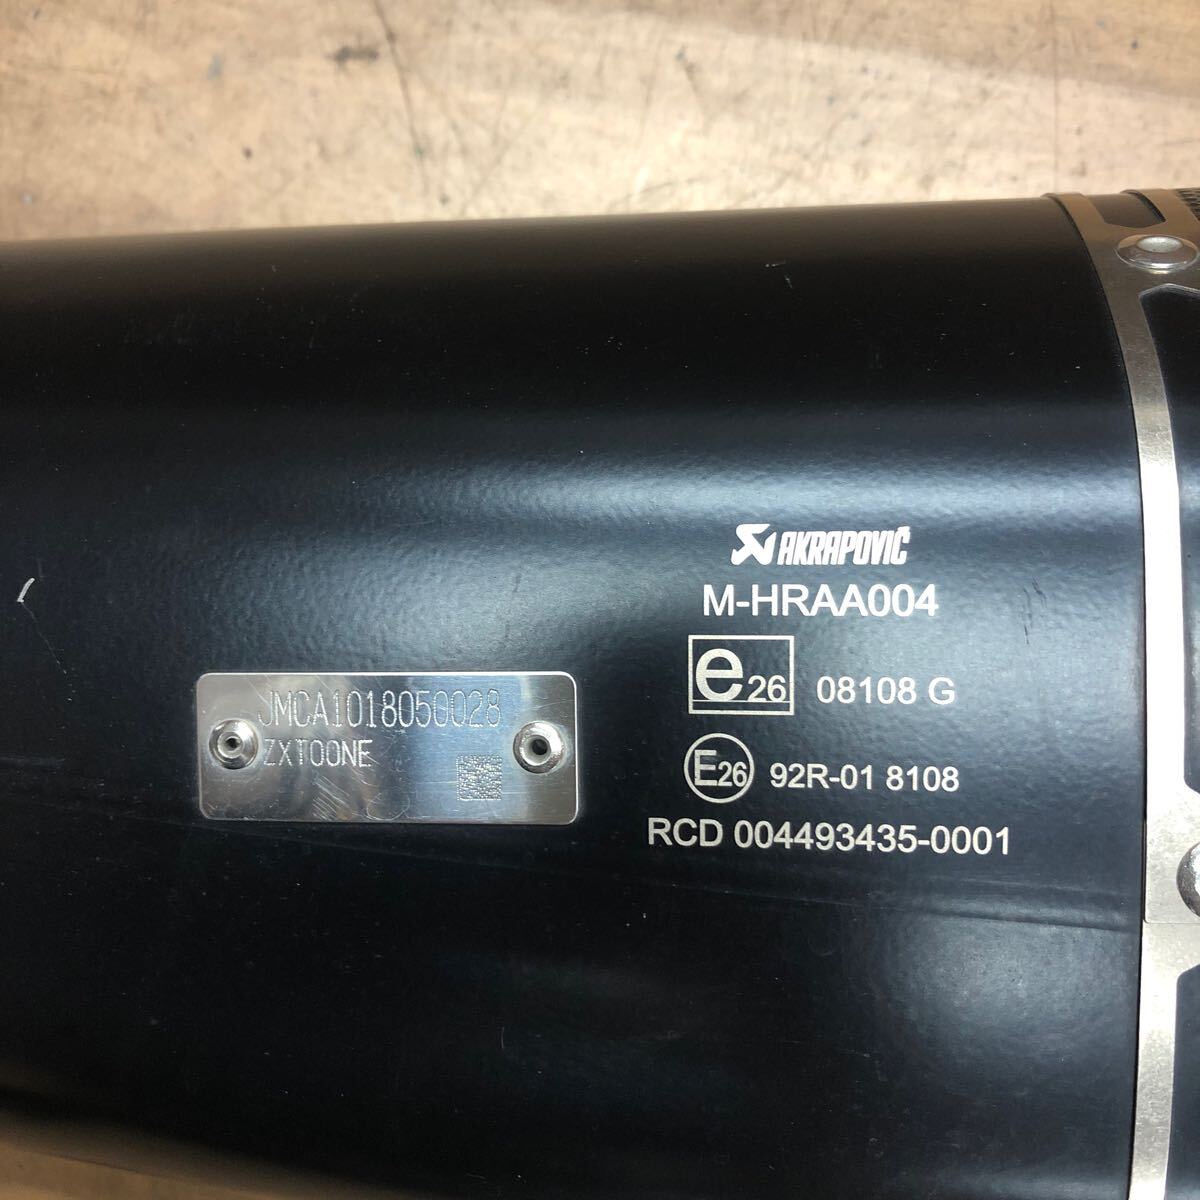 JMCA1018050028
ZXT00NE
AKRAPOVIČ
M-HRAA004
e26 08108 G
E26 92R-01 8108
RCD 004493435-0001